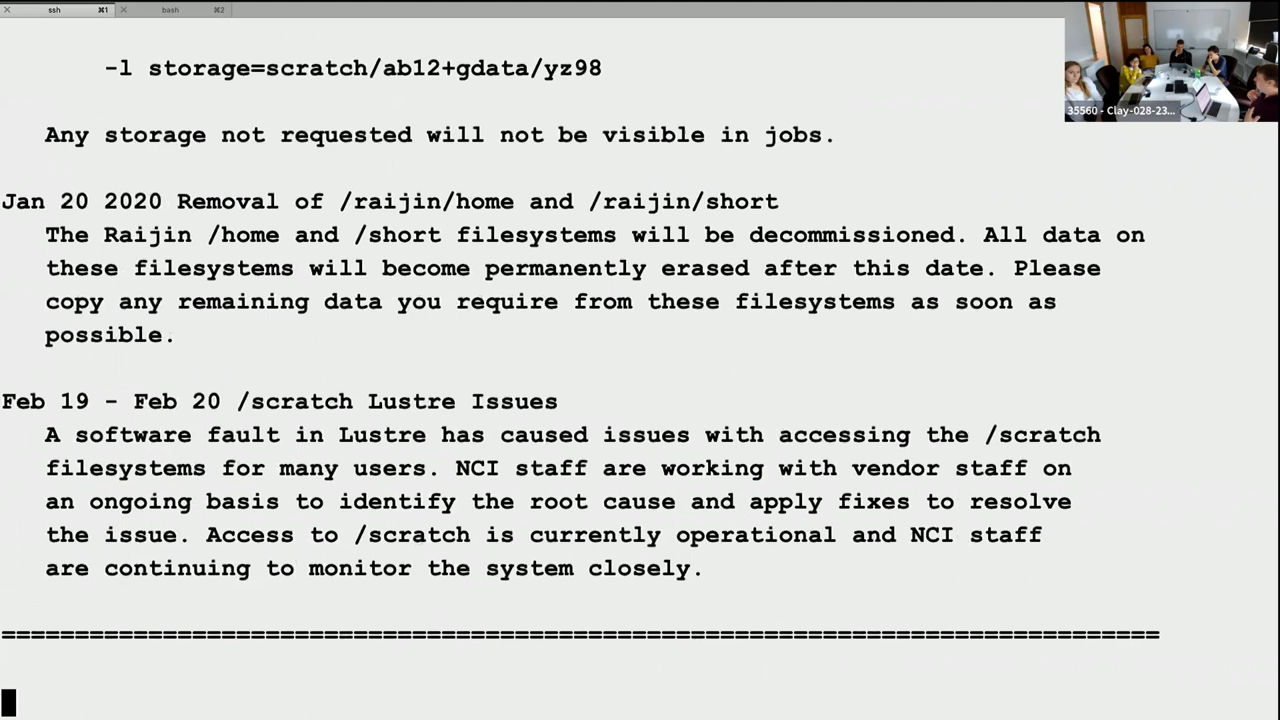 ssh ⌘1 bash ⌘2
-l storage=scratch/ab12+gdata/yz98
35560 - Clay-028-23...
Any storage not requested will not be visible in jobs.
Jan 20 2020 Removal of /raijin/home and /raijin/short
The Raijin /home and /short filesystems will be decommissioned. All data on
these filesystems will become permanently erased after this date. Please
copy any remaining data you require from these filesystems as soon as
possible.
Feb 19 - Feb 20 /scratch Lustre Issues
A software fault in Lustre has caused issues with accessing the /scratch
filesystems for many users. NCI staff are working with vendor staff on
an ongoing basis to identify the root cause and apply fixes to resolve
the issue. Access to /scratch is currently operational and NCI staff
are continuing to monitor the system closely.
===============================================================================